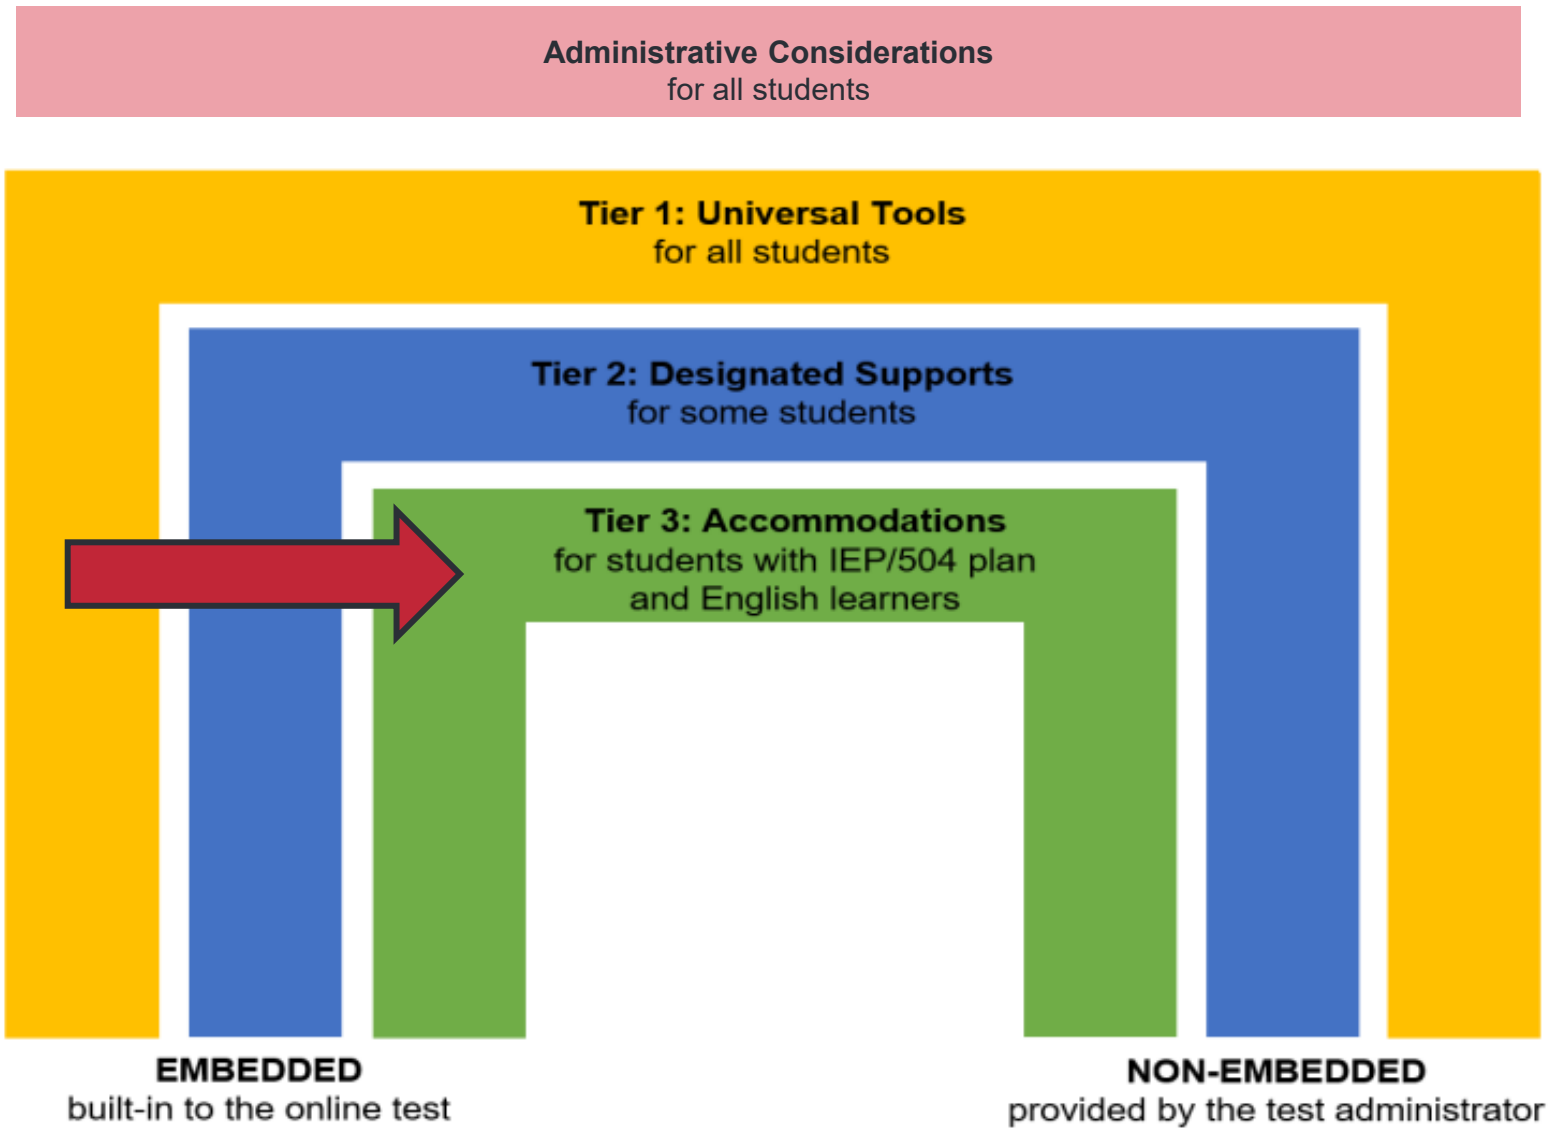 Administrative Considerations
for all students
Tier 1: Universal Tools
for all students
Tier 2: Designated Supports
for some students
Tier 3: Accommodations
for students with IEP/504 plan
and English learners
EMBEDDED
built-in to the online test
NON-EMBEDDED
provided by the test administrator